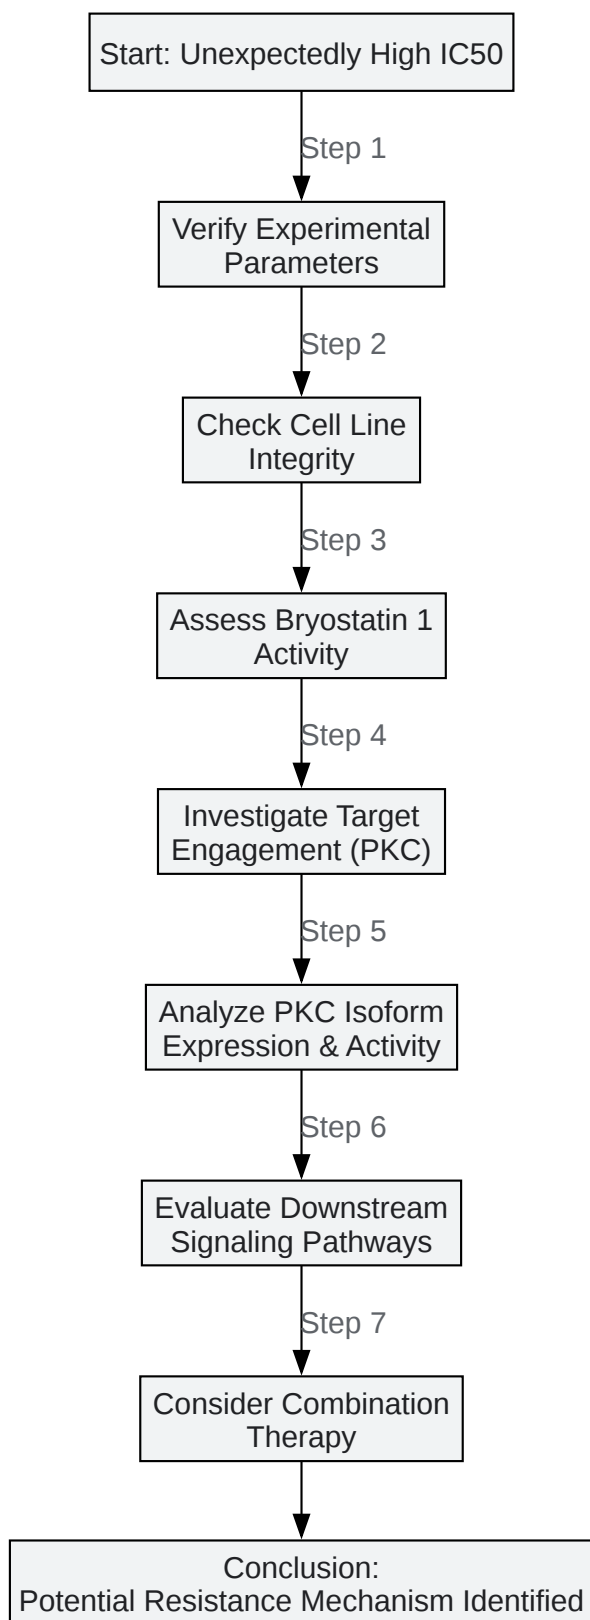 Start: Unexpectedly High IC50
Step 1
Verify Experimental
Parameters
Step 2
Check Cell Line
Integrity
Step 3
Assess Bryostatin 1
Activity
Step 4
Investigate Target
Engagement (PKC)
Step 5
Analyze PKC Isoform
Expression & Activity
Step 6
Evaluate Downstream
Signaling Pathways
Step 7
Consider Combination
Therapy
Conclusion:
Potential Resistance Mechanism Identified